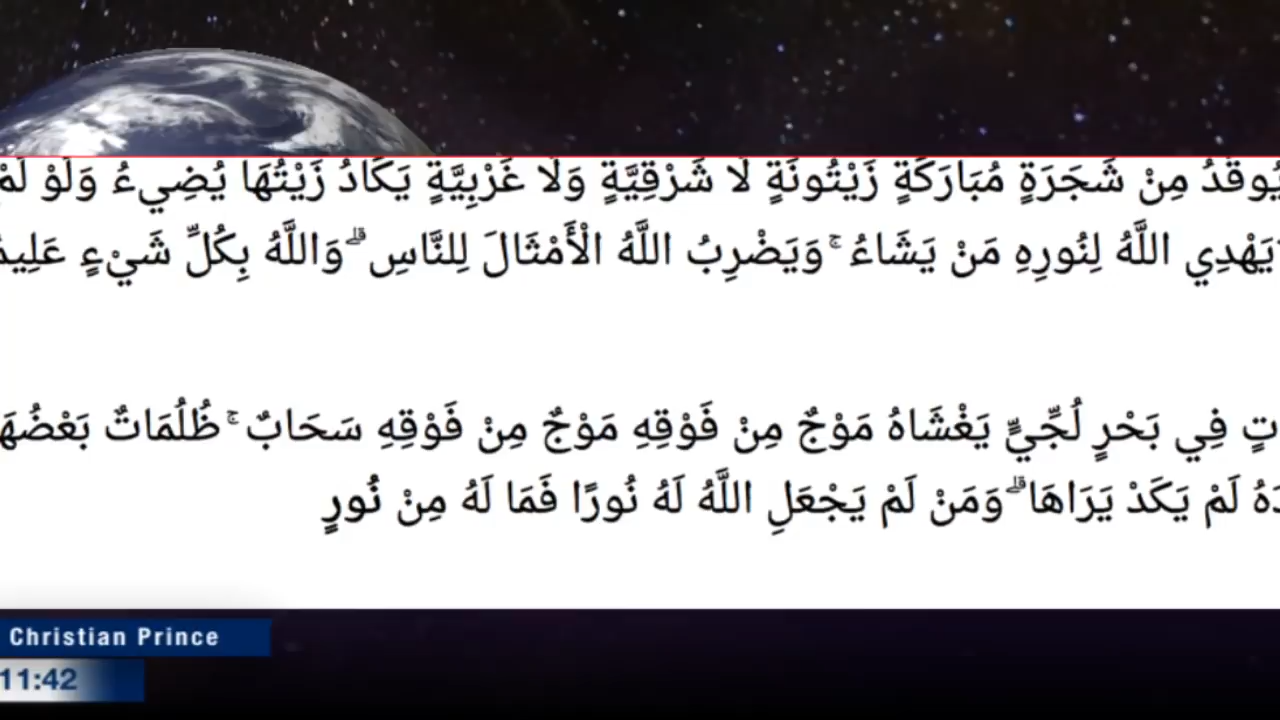 يُوقَدُ مِنْ شَجَرَةٍ مُبَارَكَةٍ زَيْتُونَةٍ لَا شَرْقِيَّةٍ وَلَا غَرْبِيَّةٍ يَكَادُ زَيْتُهَا يُضِيءُ وَلَوْ لَمْ
يَهْدِي اللَّهُ لِنُورِهِ مَنْ يَشَاءُ ۚ وَيَضْرِبُ اللَّهُ الْأَمْثَالَ لِلنَّاسِ ۗ وَاللَّهُ بِكُلِّ شَيْءٍ
فِي بَحْرٍ لُجِّيٍّ يَغْشَاهُ مَوْجٌ مِنْ فَوْقِهِ مَوْجٌ مِنْ فَوْقِهِ سَحَابٌ ۚ ظُلُمَاتٌ
لَمْ يَكَدْ يَرَاهَا ۗ وَمَنْ لَمْ يَجْعَلِ اللَّهُ لَهُ نُورًا فَمَا لَهُ مِنْ نُورٍ
Christian Prince
11:42